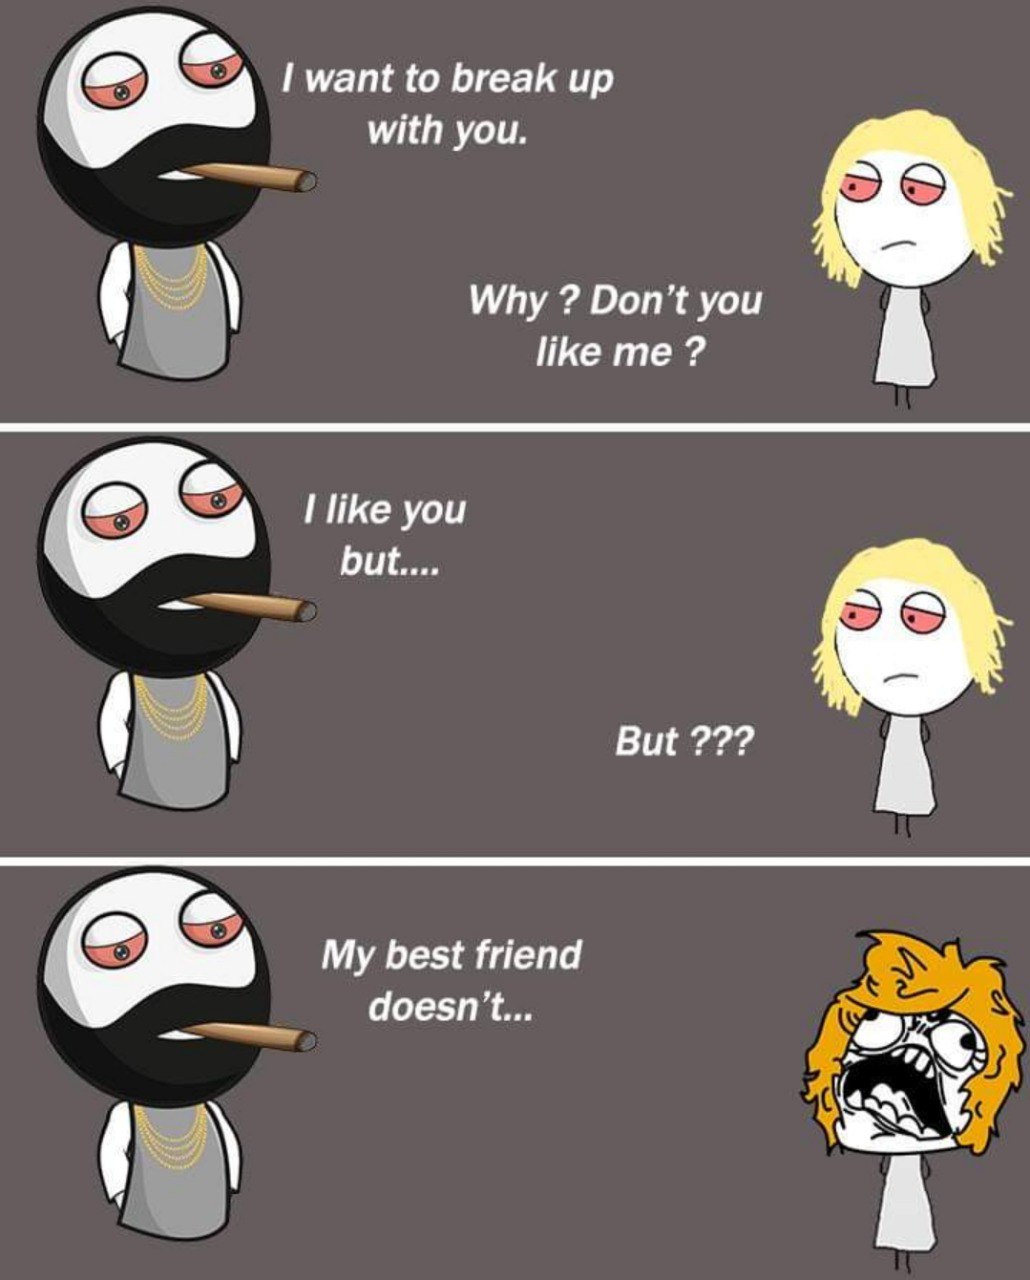 I want to break up
with you.
Why ? Don't you
like me ?
I like you
but....
But ???
My best friend
doesn't...